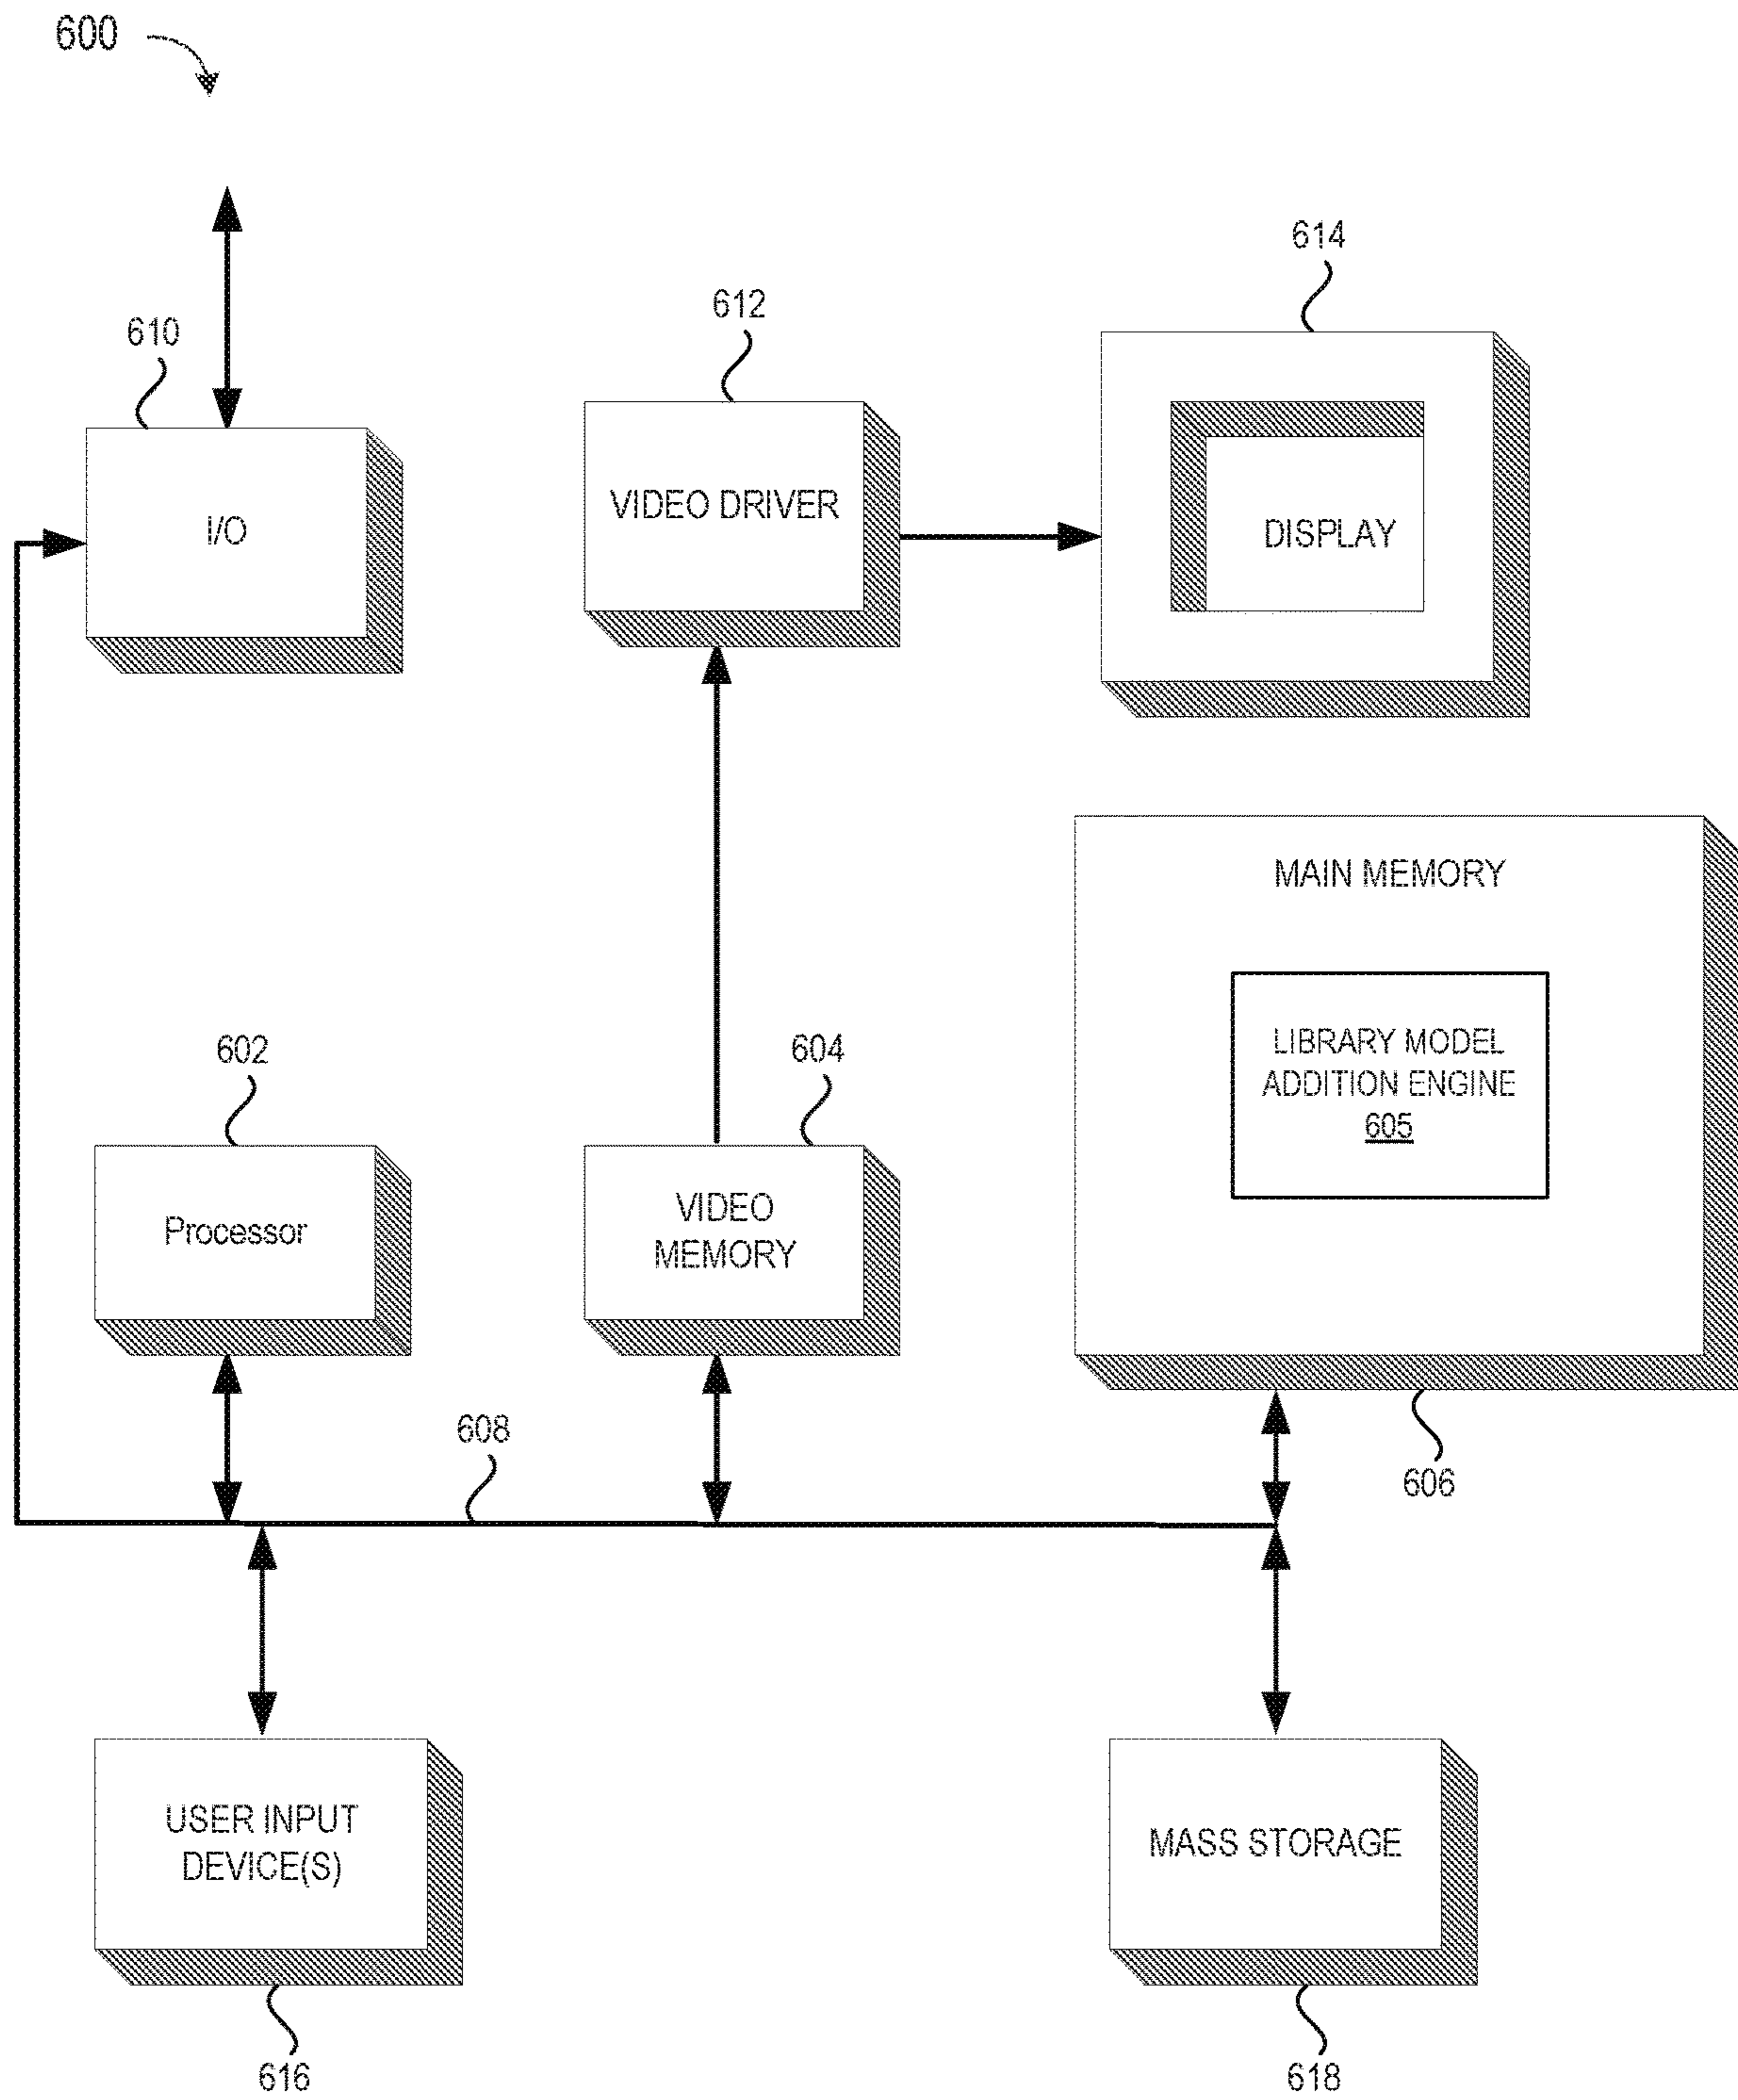 600
614
612
610
VIDEO DRIVER
I/O
DISPLAY
MAIN MEMORY
602
604
LIBRARY MODEL
ADDITION ENGINE
605
Processor
VIDEO
MEMORY
608
606
USER INPUT
DEVICE(S)
MASS STORAGE
616
618